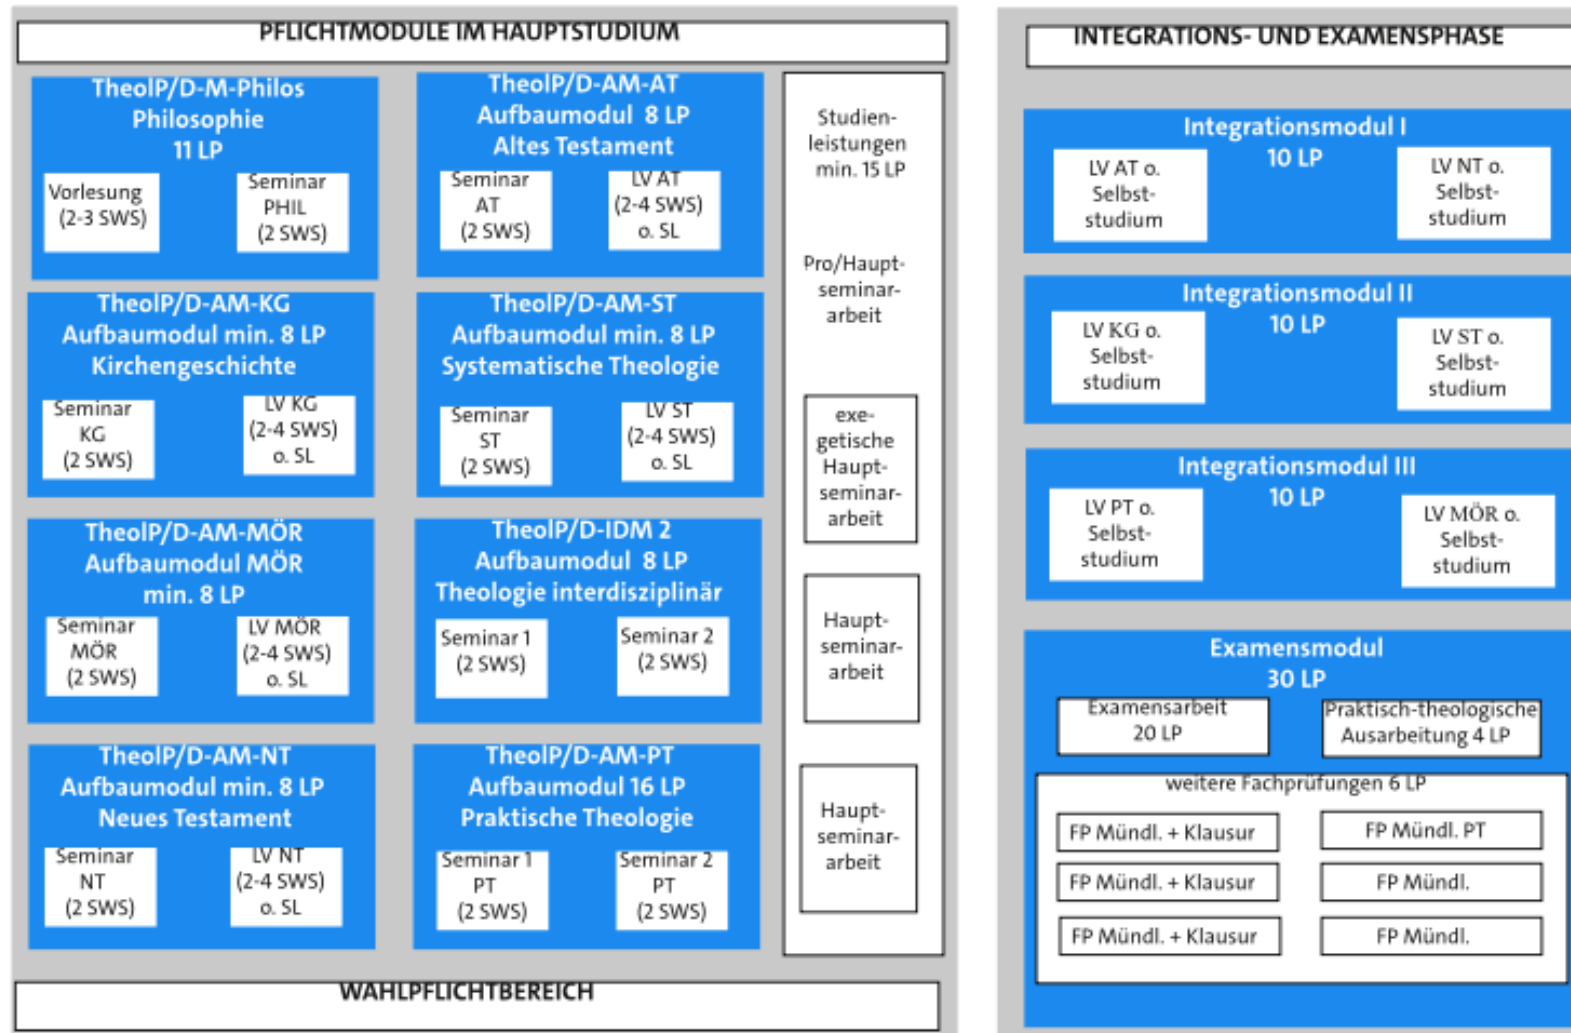 PFLICHTMODULE IM HAUPTSTUDIUM
TheolP/D-M-Philos
Philosophie
11 LP
Vorlesung
(2-3 SWS)
Seminar
PHIL
(2 SWS)
TheolP/D-AM-AT
Aufbaumodul 8 LP
Altes Testament
Seminar
AT
(2 SWS)
LV AT
(2-4 SWS)
o. SL
TheolP/D-AM-KG
Aufbaumodul min. 8 LP
Kirchengeschichte
Seminar
KG
(2 SWS)
LV KG
(2-4 SWS)
o. SL
TheolP/D-AM-ST
Aufbaumodul min. 8 LP
Systematische Theologie
Seminar
ST
(2 SWS)
LV ST
(2-4 SWS)
o. SL
TheolP/D-AM-MÖR
Aufbaumodul MÖR
min. 8 LP
Seminar
MÖR
(2 SWS)
LV MÖR
(2-4 SWS)
o. SL
TheolP/D-IDM 2
Aufbaumodul 8 LP
Theologie interdisziplinär
Seminar 1
(2 SWS)
Seminar 2
(2 SWS)
TheolP/D-AM-NT
Aufbaumodul min. 8 LP
Neues Testament
Seminar
NT
(2 SWS)
LV NT
(2-4 SWS)
o. SL
TheolP/D-AM-PT
Aufbaumodul 16 LP
Praktische Theologie
Seminar 1
PT
(2 SWS)
Seminar 2
PT
(2 SWS)
Studien-
leistungen
min. 15 LP
Pro/Haupt-
seminar-
arbeit
exe-
getische
Haupt-
seminar-
arbeit
Haupt-
seminar-
arbeit
Haupt-
seminar-
arbeit
WAHLPFLICHTBEREICH
INTEGRATIONS- UND EXAMENSPHASE
Integrationsmodul I
10 LP
LV AT o.
Selbst-
studium
LV NT o.
Selbst-
studium
Integrationsmodul II
10 LP
LV KG o.
Selbst-
studium
LV ST o.
Selbst-
studium
Integrationsmodul III
10 LP
LV PT o.
Selbst-
studium
LV MÖR o.
Selbst-
studium
Examensmodul
30 LP
Examensarbeit
20 LP
Praktisch-theologische
Ausarbeitung 4 LP
weitere Fachprüfungen 6 LP
FP Mündl. + Klausur
FP Mündl. PT
FP Mündl. + Klausur
FP Mündl.
FP Mündl. + Klausur
FP Mündl.